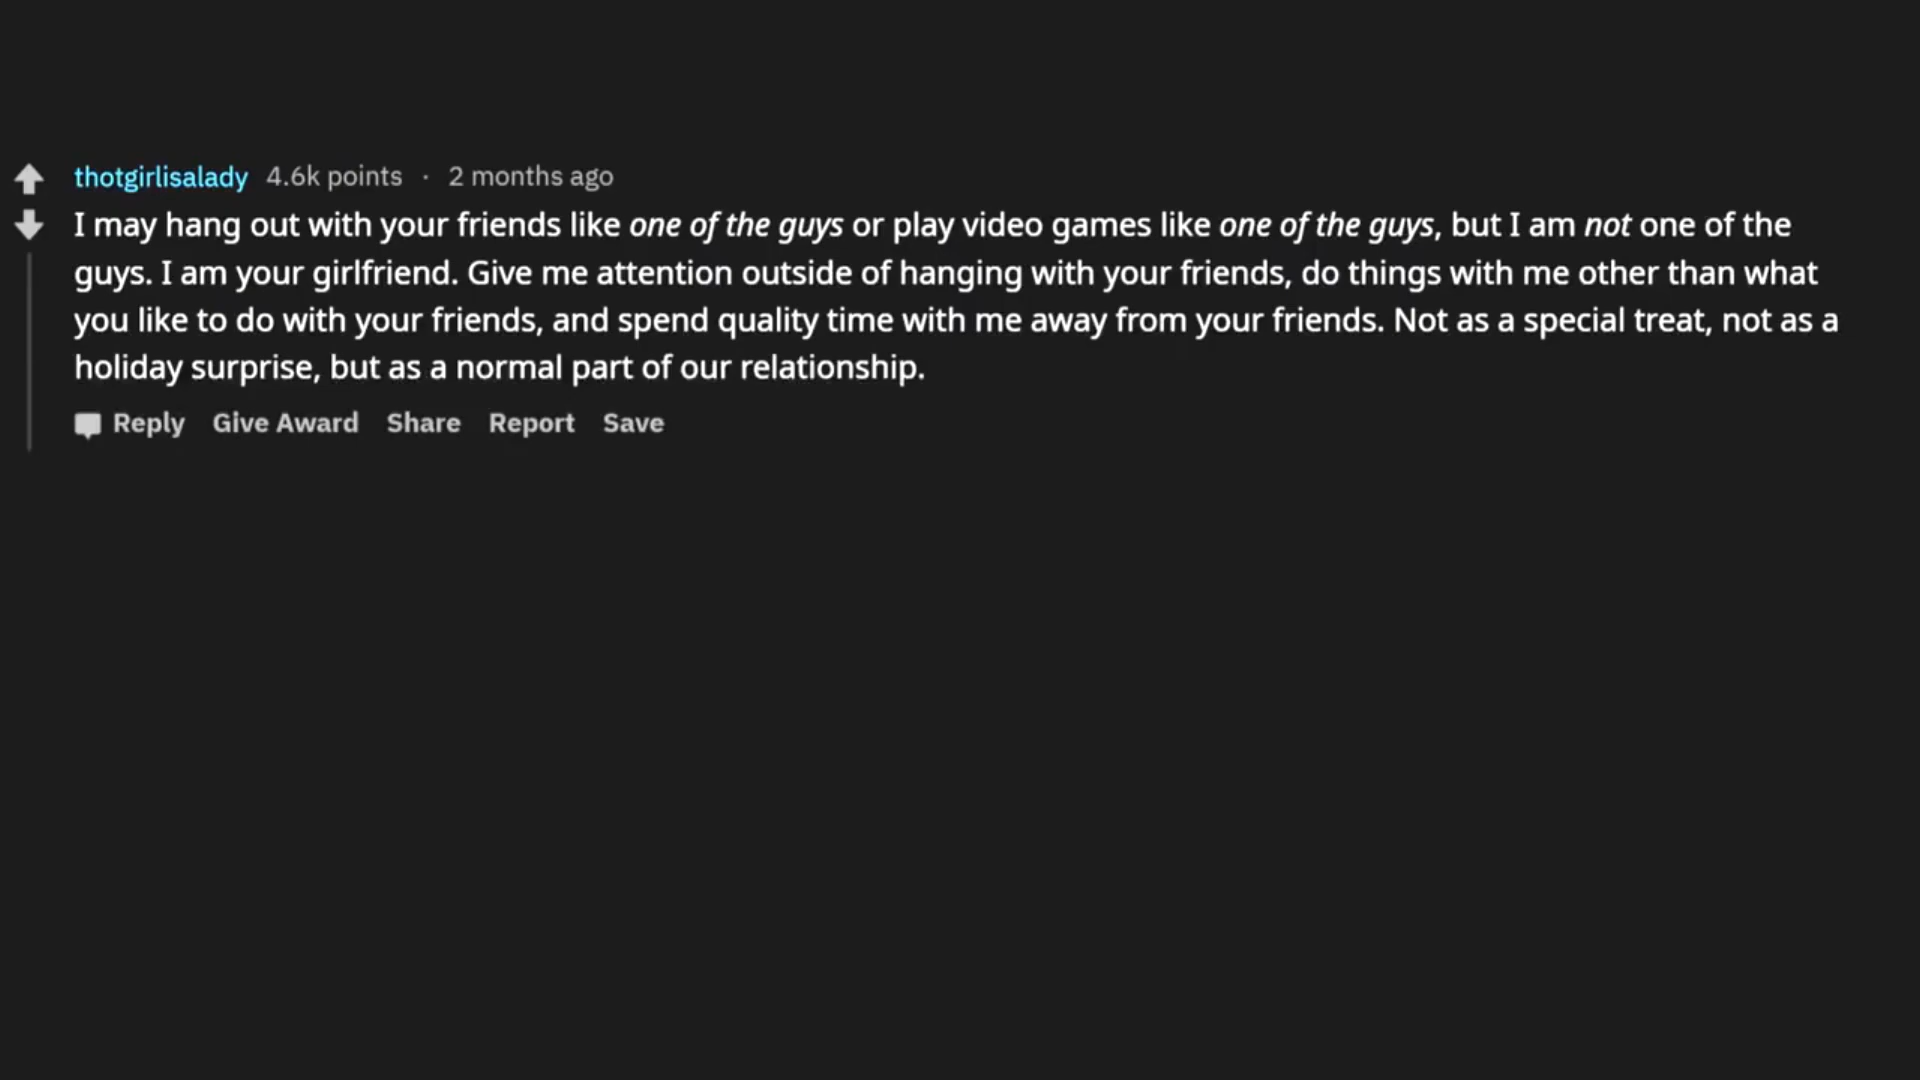 thotgirlisalady 4.6k points · 2 months ago
I may hang out with your friends like one of the guys or play video games like one of the guys, but I am not one of the
guys. I am your girlfriend. Give me attention outside of hanging with your friends, do things with me other than what
you like to do with your friends, and spend quality time with me away from your friends. Not as a special treat, not as a
holiday surprise, but as a normal part of our relationship.
Reply Give Award Share Report Save